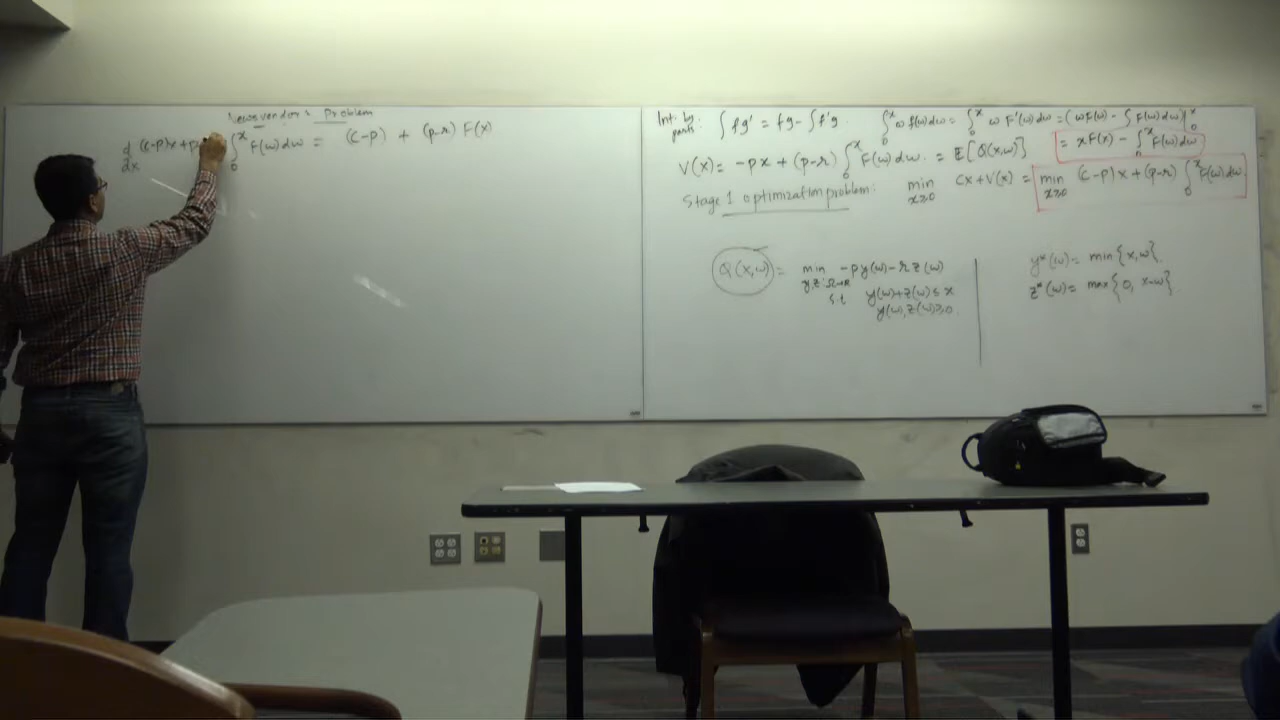 Newsvendor's Problem
d/dx (c-p)x + (p- ∫₀ˣ F(ω)dω = (c-p) + (p-r) F(x)
Int. by parts: ∫fg' = fg - ∫f'g. ∫₀ˣ ω f(ω)dω = ∫₀ˣ ω F'(ω)dω = (ωF(ω) - ∫F(ω)dω)|₀ˣ
= xF(x) - ∫₀ˣ F(ω)dω
V(x) = -px + (p-r) ∫₀ˣ F(ω)dω. = E[Q(x,ω)]
Stage 1 optimization problem: min x≥0 cx + V(x) = min x≥0 (c-p)x + (p-r) ∫₀ˣ F(ω)dω.
Q(x,ω) = min y,z:Ω→R -py(ω) - rz(ω)
s.t y(ω)+z(ω) ≤ x
y(ω), z(ω) ≥ 0.
y*(ω) = min{x,ω}.
z*(ω) = max{0, x-ω}.